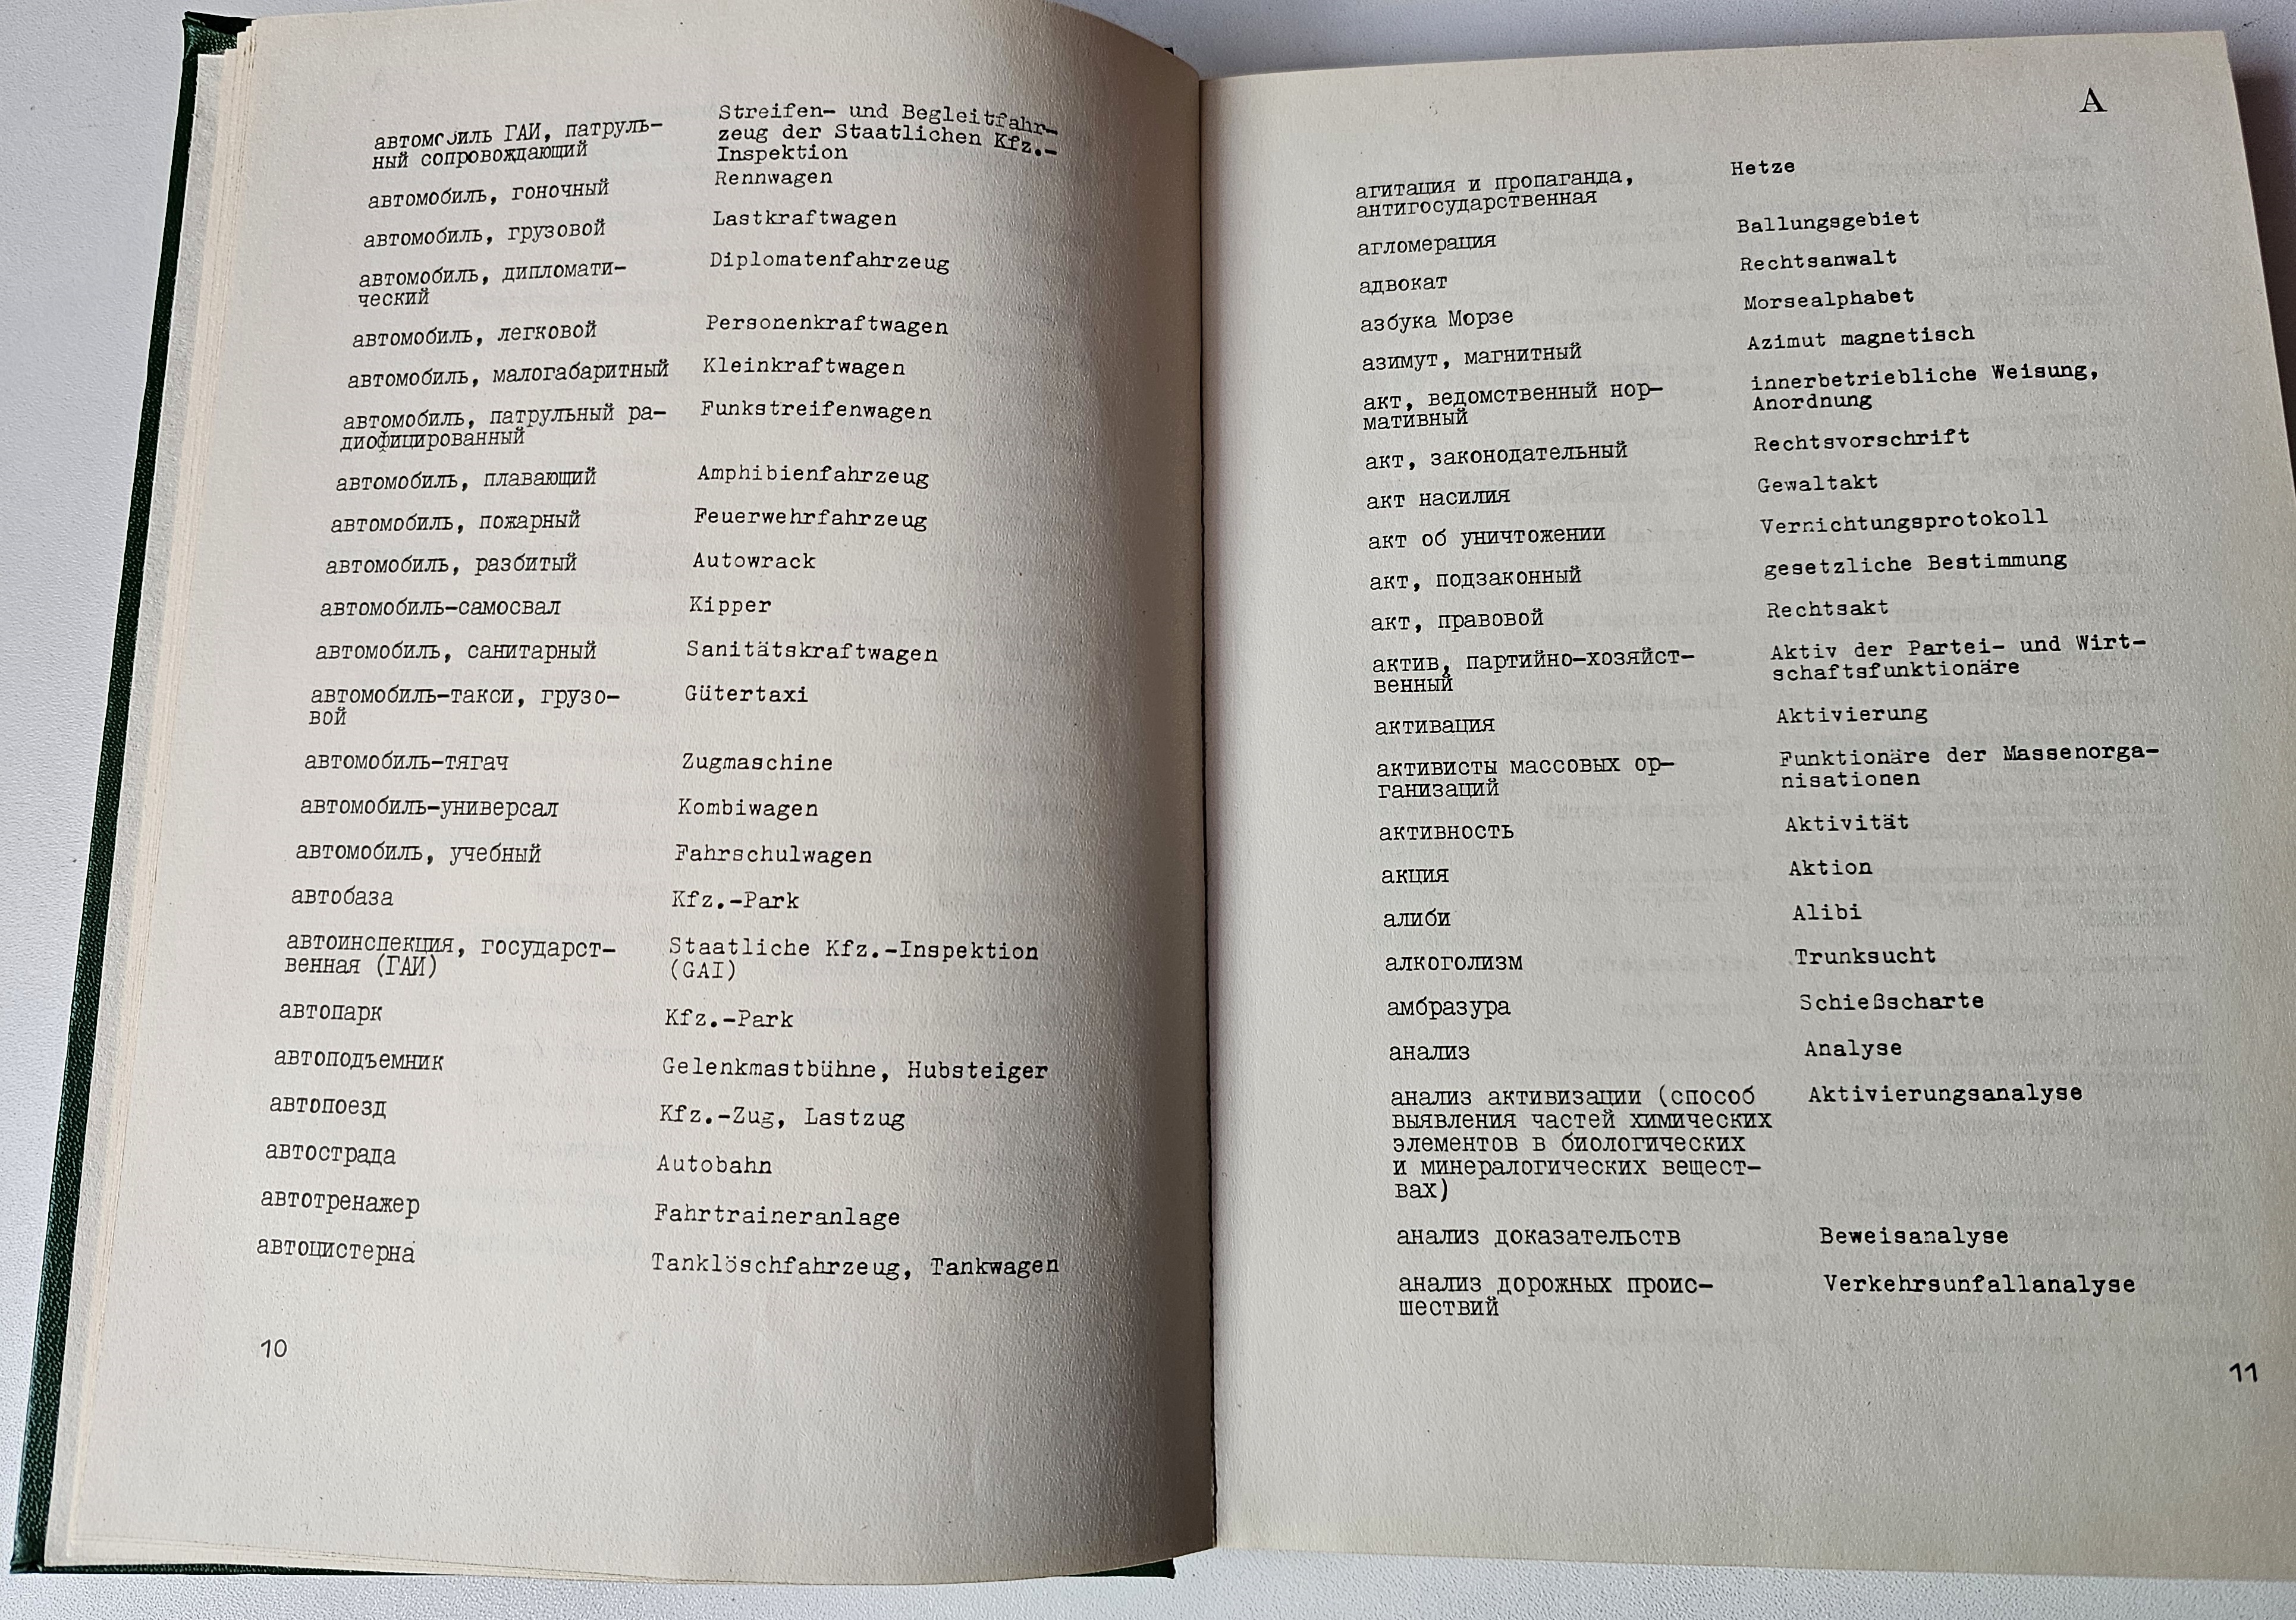 автомобиль ГАИ, патруль- Streifen- und Begleitfahr-
ный сопровождающий zeug der Staatlichen Kfz.-
Inspektion
автомобиль, гоночный Rennwagen
автомобиль, грузовой Lastkraftwagen
автомобиль, дипломати- Diplomatenfahrzeug
ческий
автомобиль, легковой Personenkraftwagen
автомобиль, малогабаритный Kleinkraftwagen
автомобиль, патрульный ра- Funkstreifenwagen
диофицированный
автомобиль, плавающий Amphibienfahrzeug
автомобиль, пожарный Feuerwehrfahrzeug
автомобиль, разбитый Autowrack
автомобиль-самосвал Kipper
автомобиль, санитарный Sanitätskraftwagen
автомобиль-такси, грузо- Gütertaxi
вой
автомобиль-тягач Zugmaschine
автомобиль-универсал Kombiwagen
автомобиль, учебный Fahrschulwagen
автобаза Kfz.-Park
автоинспекция, государст- Staatliche Kfz.-Inspektion
венная (ГАИ) (GAI)
автопарк Kfz.-Park
автоподъемник Gelenkmastbühne, Hubsteiger
автопоезд Kfz.-Zug, Lastzug
автострада Autobahn
автотренажер Fahrtraineranlage
автоцистерна Tanklöschfahrzeug, Tankwagen
10
A
агитация и пропаганда, Hetze
антигосударственная
агломерация Ballungsgebiet
адвокат Rechtsanwalt
азбука Морзе Morsealphabet
азимут, магнитный Azimut magnetisch
акт, ведомственный нор- innerbetriebliche Weisung,
мативный Anordnung
акт, законодательный Rechtsvorschrift
акт насилия Gewaltakt
акт об уничтожении Vernichtungsprotokoll
акт, подзаконный gesetzliche Bestimmung
акт, правовой Rechtsakt
актив, партийно-хозяйст- Aktiv der Partei- und Wirt-
венный schaftsfunktionäre
активация Aktivierung
активисты массовых ор- Funktionäre der Massenorga-
ганизаций nisationen
активность Aktivität
акция Aktion
алиби Alibi
алкоголизм Trunksucht
амбразура Schießscharte
анализ Analyse
анализ активизации (способ Aktivierungsanalyse
выявления частей химических
элементов в биологических
и минералогических вещест-
вах)
анализ доказательств Beweisanalyse
анализ дорожных проис- Verkehrsunfallanalyse
шествий
11